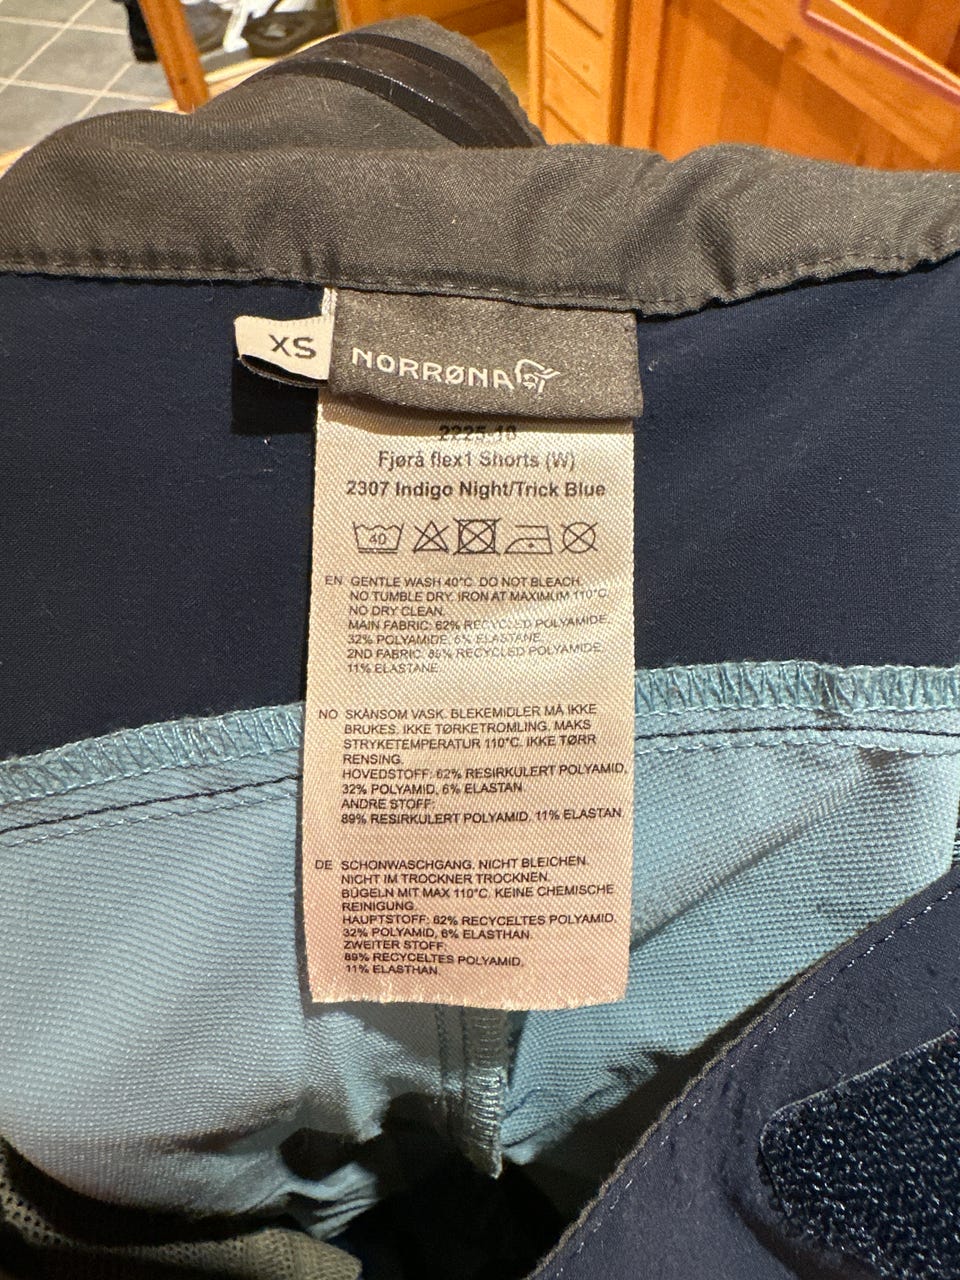 XS
NORRØNA
2225-18
Fjørå flex1 Shorts (W)
2307 Indigo Night/Trick Blue
40
EN GENTLE WASH 40°C. DO NOT BLEACH.
NO TUMBLE DRY. IRON AT MAXIMUM 110°C.
NO DRY CLEAN.
MAIN FABRIC: 62% RECYCLED POLYAMIDE,
32% POLYAMIDE, 6% ELASTANE.
2ND FABRIC: 89% RECYCLED POLYAMIDE,
11% ELASTANE.
NO SKÅNSOM VASK. BLEKEMIDLER MÅ IKKE
BRUKES. IKKE TØRKETROMLING. MAKS
STRYKETEMPERATUR 110°C. IKKE TØRR
RENSING.
HOVEDSTOFF: 62% RESIRKULERT POLYAMID,
32% POLYAMID, 6% ELASTAN.
ANDRE STOFF:
89% RESIRKULERT POLYAMID, 11% ELASTAN.
DE SCHONWASCHGANG. NICHT BLEICHEN.
NICHT IM TROCKNER TROCKNEN.
BÜGELN MIT MAX 110°C. KEINE CHEMISCHE
REINIGUNG.
HAUPTSTOFF: 62% RECYCELTES POLYAMID,
32% POLYAMID, 6% ELASTHAN.
ZWEITER STOFF:
89% RECYCELTES POLYAMID,
11% ELASTHAN.